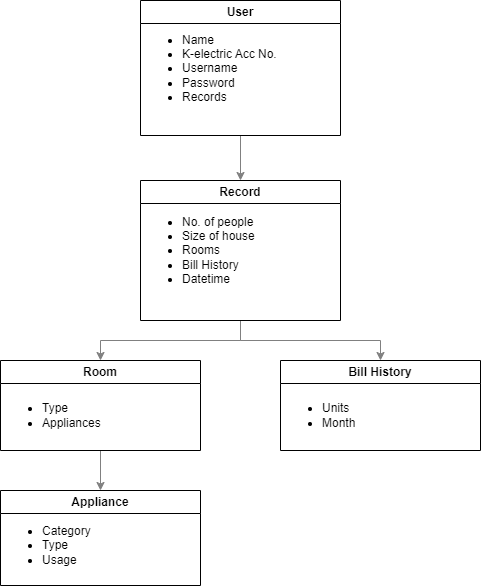 User
Name
K-electric Acc No.
Username
Password
Records
Record
No. of people
Size of house
Rooms
Bill History
Datetime
Room
Type
Appliances
Bill History
Units
Month
Appliance
Category
Type
Usage